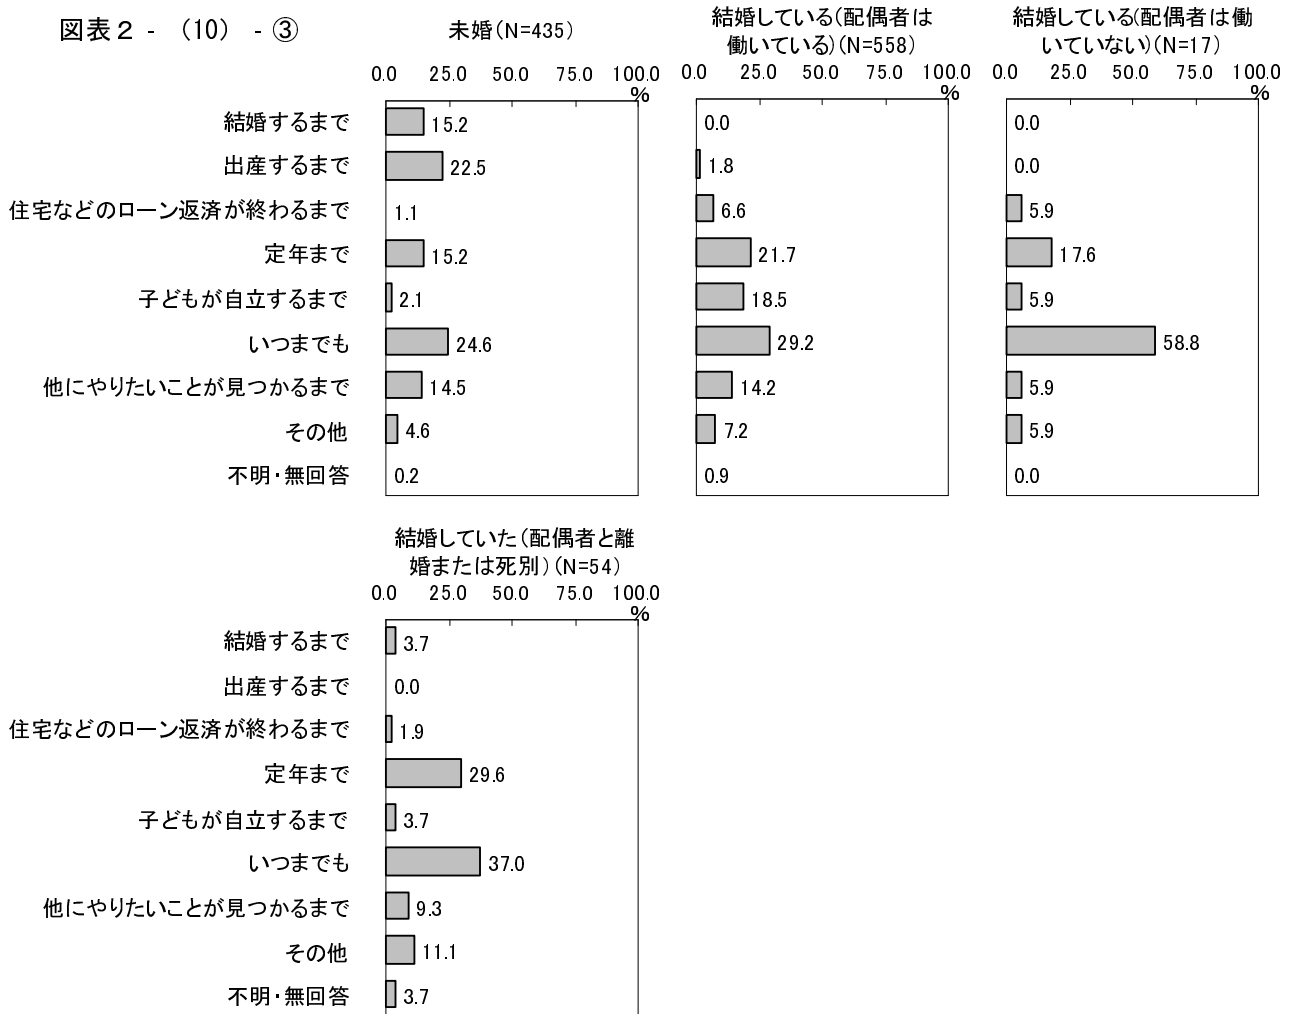 図表２－（10）－③
未婚(N=435)
結婚している(配偶者は
働いている)(N=558)
結婚している(配偶者は働
いていない)(N=17)
0.0 25.0 50.0 75.0 100.0
%
0.0 25.0 50.0 75.0 100.0
%
0.0 25.0 50.0 75.0 100.0
%
結婚するまで 15.2 0.0 0.0
出産するまで 22.5 1.8 0.0
住宅などのローン返済が終わるまで 1.1 6.6 5.9
定年まで 15.2 21.7 17.6
子どもが自立するまで 2.1 18.5 5.9
いつまでも 24.6 29.2 58.8
他にやりたいことが見つかるまで 14.5 14.2 5.9
その他 4.6 7.2 5.9
不明・無回答 0.2 0.9 0.0
結婚していた(配偶者と離
婚または死別)(N=54)
0.0 25.0 50.0 75.0 100.0
%
結婚するまで 3.7
出産するまで 0.0
住宅などのローン返済が終わるまで 1.9
定年まで 29.6
子どもが自立するまで 3.7
いつまでも 37.0
他にやりたいことが見つかるまで 9.3
その他 11.1
不明・無回答 3.7